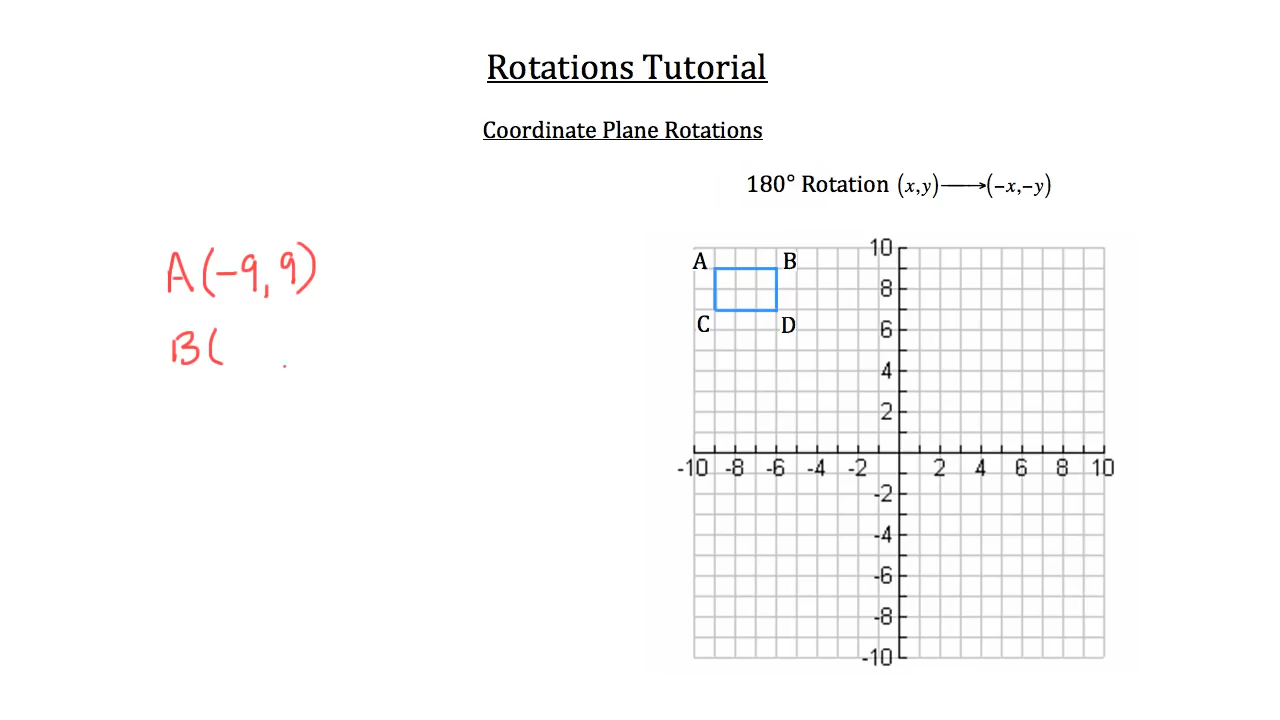 Rotations Tutorial
Coordinate Plane Rotations
180° Rotation (x,y)⟶(−x,−y)
A(-9, 9)
B(
A B
C D
10
8
6
4
2
-10 -8 -6 -4 -2 2 4 6 8 10
-2
-4
-6
-8
-10